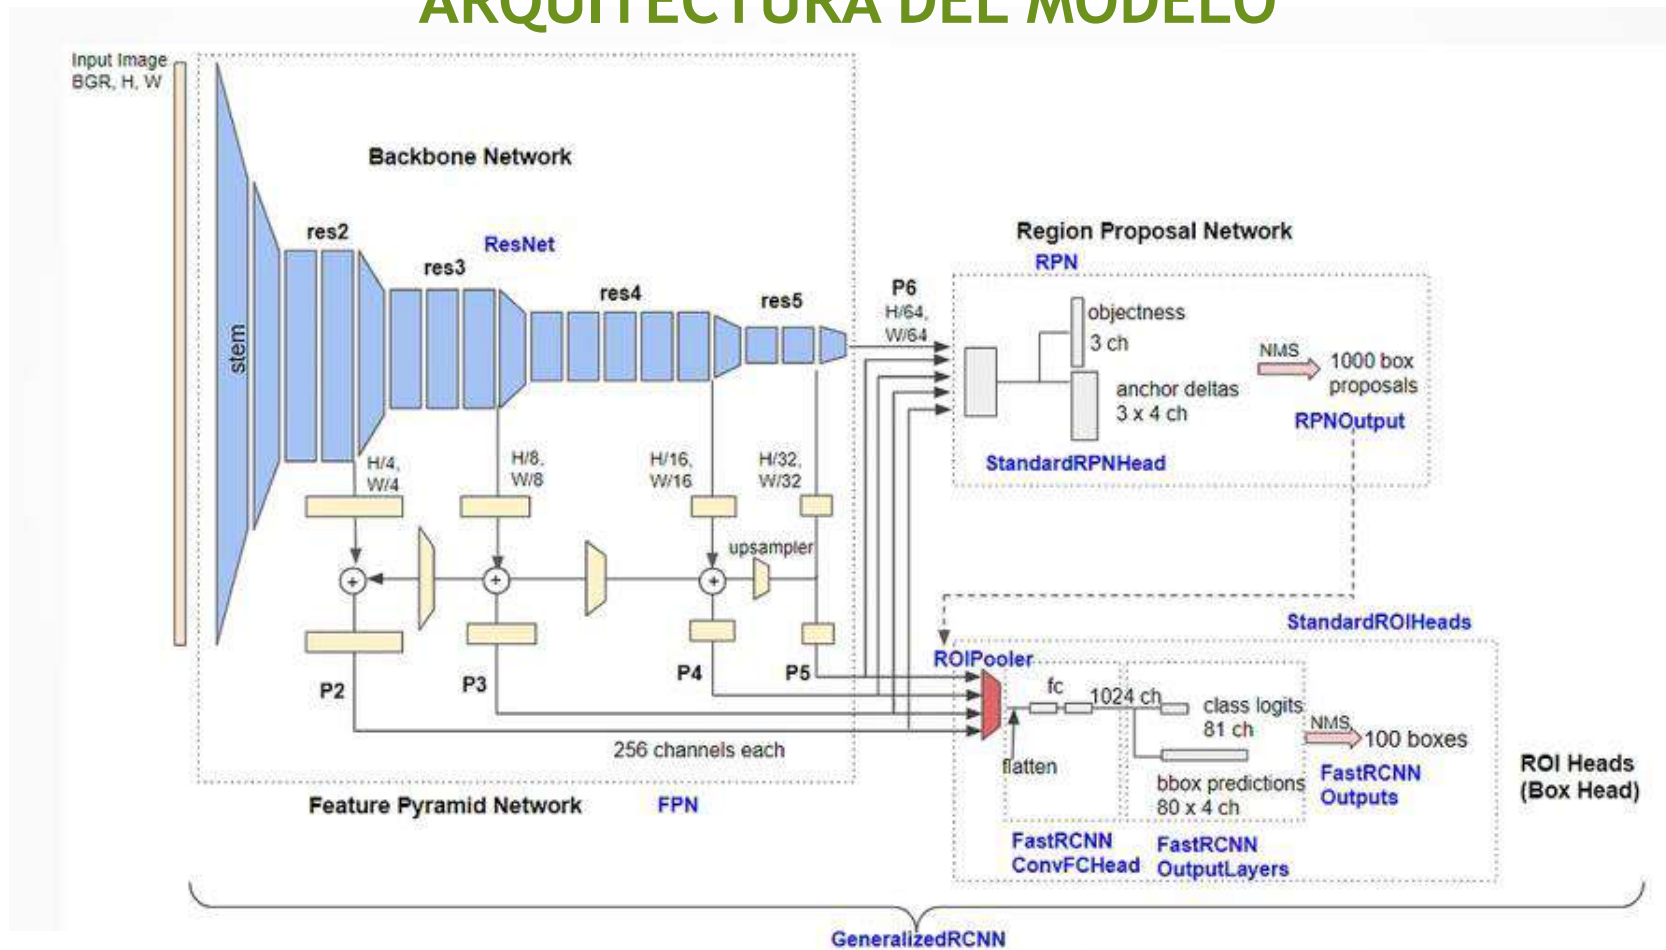 ARQUITECTURA DEL MODELO
Input Image
BGR, H, W
Backbone Network
stem
res2
ResNet
res3
res4
res5
P6
H/64,
W/64
Region Proposal Network
RPN
objectness
3 ch
anchor deltas
3 x 4 ch
NMS
1000 box
proposals
RPNOutput
StandardRPNHead
H/4,
W/4
H/8,
W/8
H/16,
W/16
H/32,
W/32
upsampler
+
+
+
P2
P3
P4
P5
256 channels each
Feature Pyramid Network
FPN
StandardROIHeads
ROIPooler
fc
1024 ch
flatten
class logits
81 ch
bbox predictions
80 x 4 ch
NMS
100 boxes
FastRCNN
Outputs
FastRCNN
ConvFCHead
FastRCNN
OutputLayers
ROI Heads
(Box Head)
GeneralizedRCNN